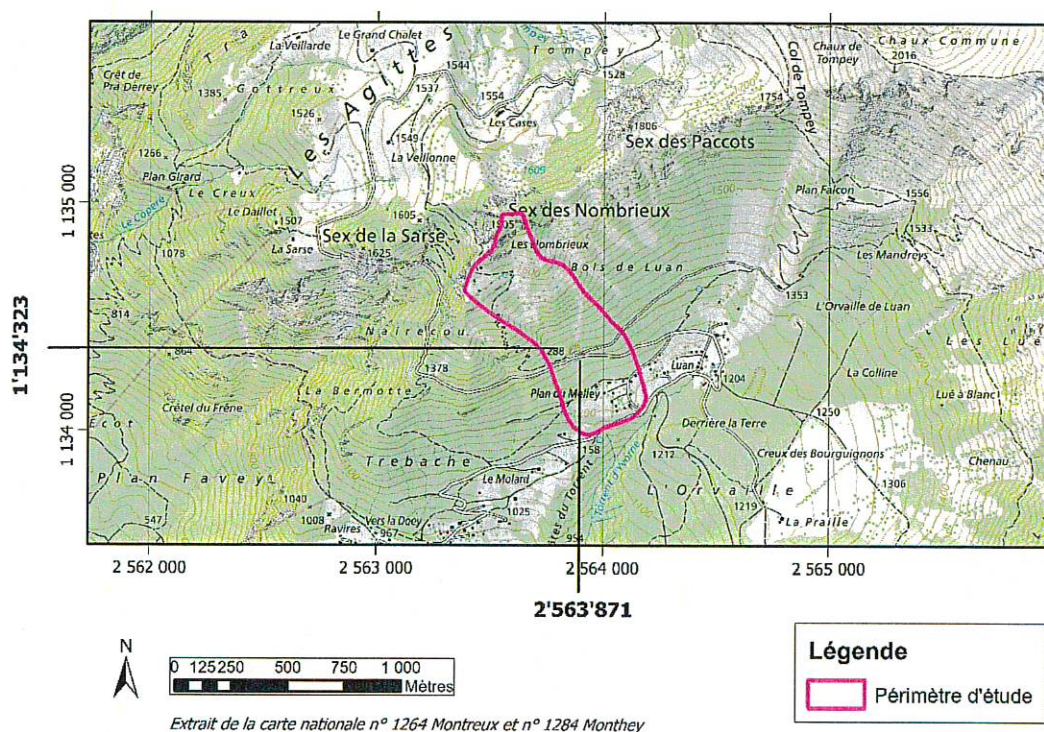 Le Grand Chalet
La Veillarde
Tompey
Chaux de
Tompey
Chaux Commune
2016
Crêt de
Pra Derrey
1385
Gottreux
1544
1537
1528
1526
1554
Les Cases
1754
Col de Tompey
Les Agittes
1549
1806
Sex des Paccots
La Veillonne
1266
Plan Girard
1609
1500
Plan Falcon
1556
Le Creux
Le Copère
Le Daillet
1507
1605
Sex des Nombrieux
1533
Sex de la Sarse
La Sarse
1625
Les Nombrieux
Les Mandreys
1078
Bois de Luan
1353
L'Orvaille de Luan
814
Nairecou
1'134'323
864
1288
1378
Luan
La Bermotte
Plan du Melley
1204
La Colline
Crétel du Frêne
Lué à Blanc
1250
Derrière la Terre
158
Creux des Bourguignons
Trebache
1212
Chenau
Plan Favey
Le Molard
L'Orvaille
1306
1040
1025
1219
547
1008
Ravires
Vers la Doey
967
954
La Praille
1 135 000
1 134 000
2 562 000
2 563 000
2 564 000
2 565 000
2'563'871
N
0 125 250 500 750 1 000
Mètres
Légende
Périmètre d'étude
Extrait de la carte nationale n° 1264 Montreux et n° 1284 Monthey